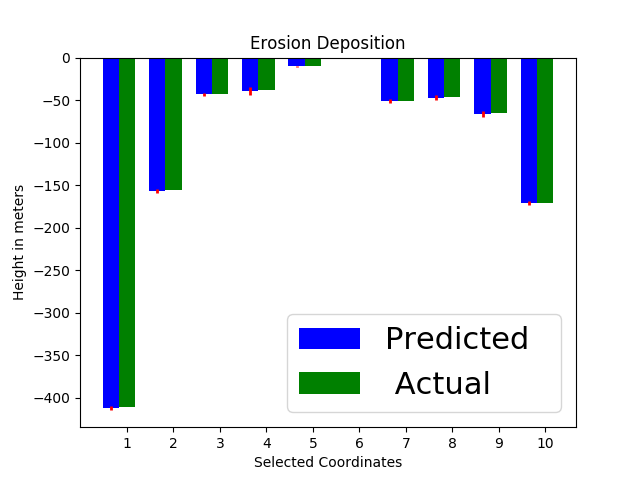 Erosion Deposition
0
−50
−100
−150
−200
−250
−300
−350
−400
Height in meters
Predicted
Actual
1 2 3 4 5 6 7 8 9 10
Selected Coordinates